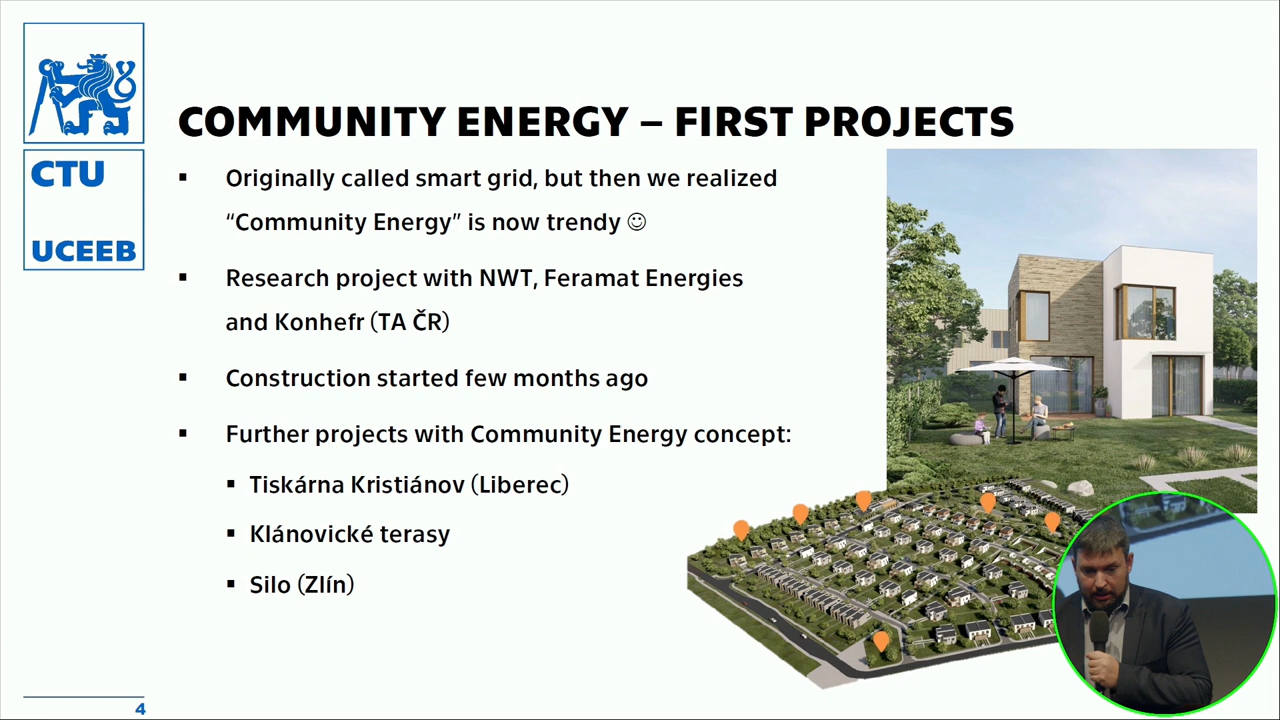 CTU
UCEEB
COMMUNITY ENERGY – FIRST PROJECTS
▪ Originally called smart grid, but then we realized
“Community Energy” is now trendy ☺
▪ Research project with NWT, Feramat Energies
and Konhefr (TA ČR)
▪ Construction started few months ago
▪ Further projects with Community Energy concept:
▪ Tiskárna Kristiánov (Liberec)
▪ Klánovické terasy
▪ Silo (Zlín)
4